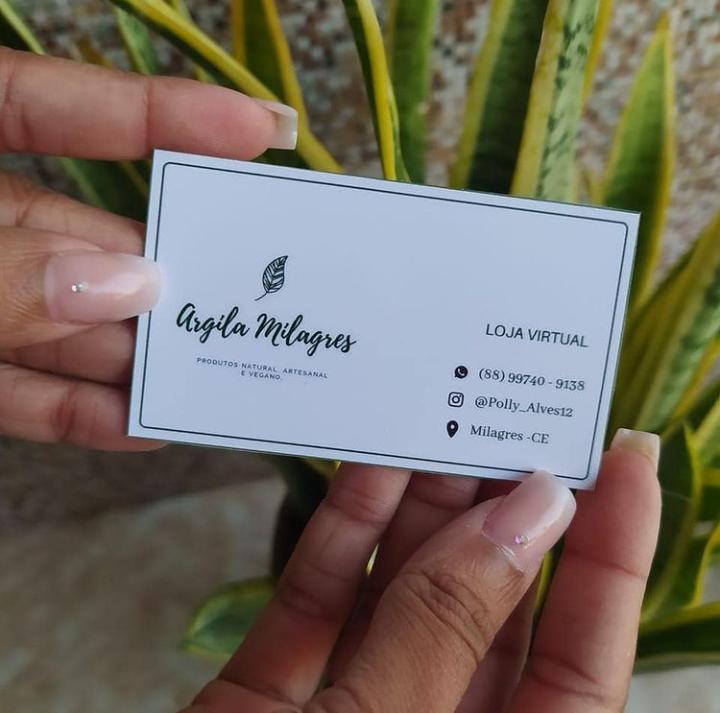 Argila Milagres
PRODUTOS NATURAL, ARTESANAL
E VEGANO.
LOJA VIRTUAL
(88) 99740 - 9138
@Polly_Alves12
Milagres -CE